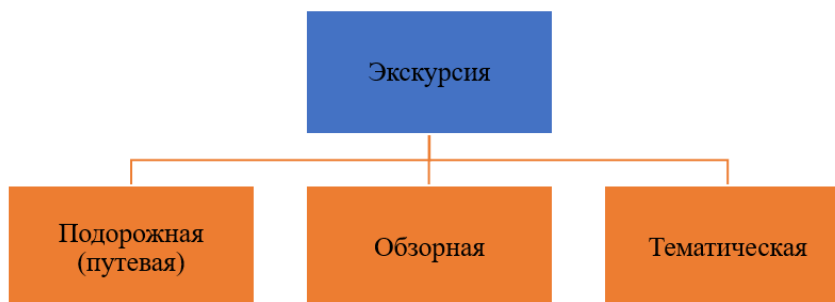 Экскурсия
Подорожная
(путевая)
Обзорная
Тематическая